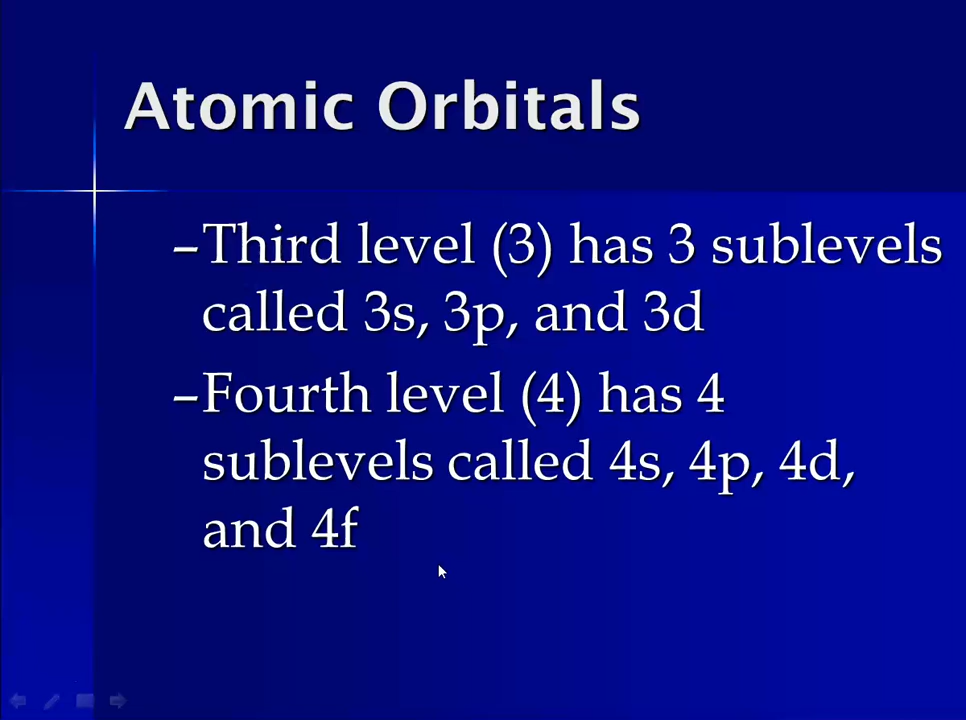 Atomic Orbitals
–Third level (3) has 3 sublevels
called 3s, 3p, and 3d
–Fourth level (4) has 4
sublevels called 4s, 4p, 4d,
and 4f